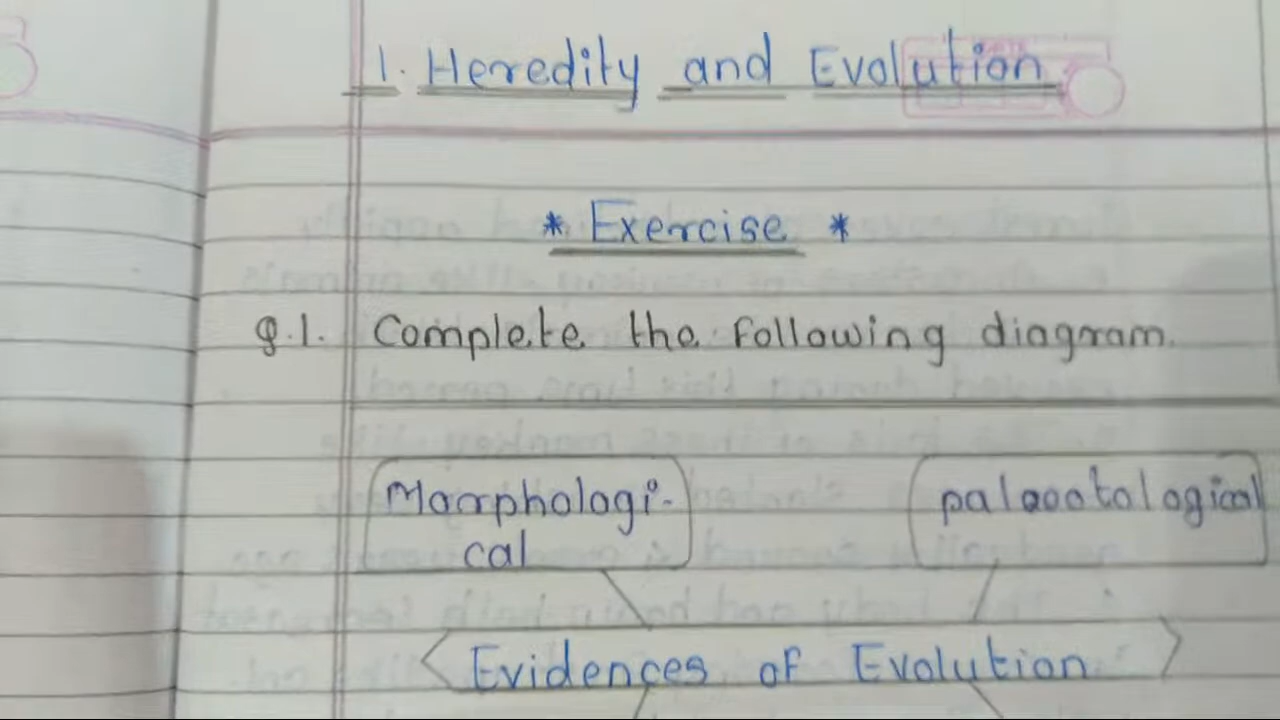 1. Heredity and Evolution
* Exercise *
Q.1. Complete the following diagram.
Morphologi-
cal
palaeotological
Evidences of Evolution